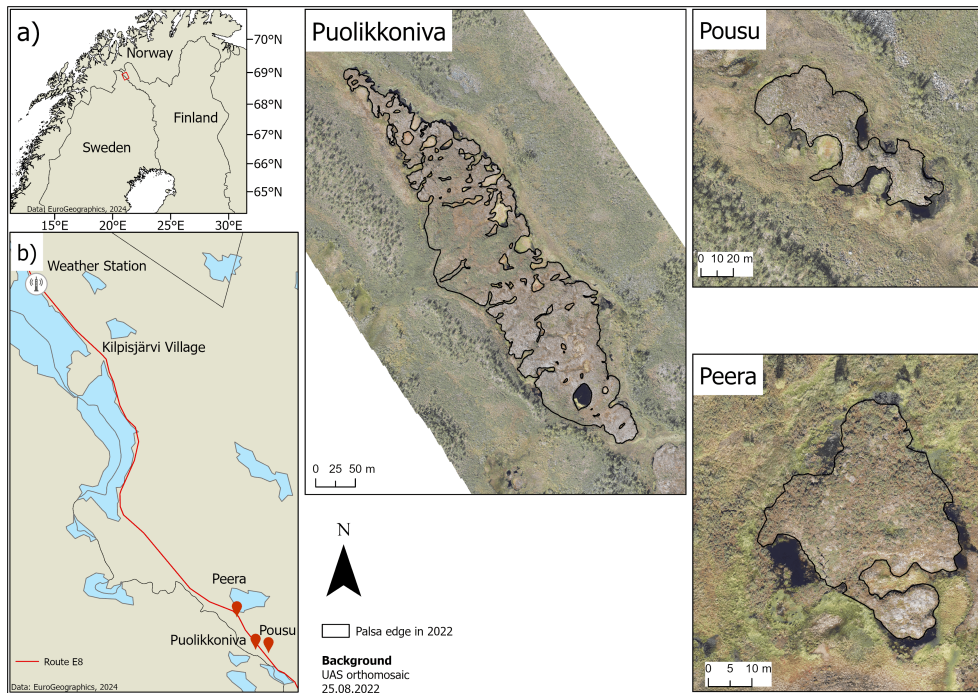 a)
Norway
Finland
Sweden
70°N
69°N
68°N
67°N
66°N
65°N
Data: EuroGeographics, 2024
15°E
20°E
25°E
30°E
b)
Weather Station
Kilpisjärvi Village
Peera
Puolikkoniva
Pousu
Route E8
Data: EuroGeographics, 2024
Puolikkoniva
0 25 50 m
N
Palsa edge in 2022
Background
UAS orthomosaic
25.08.2022
Pousu
0 10 20 m
Peera
0 5 10 m